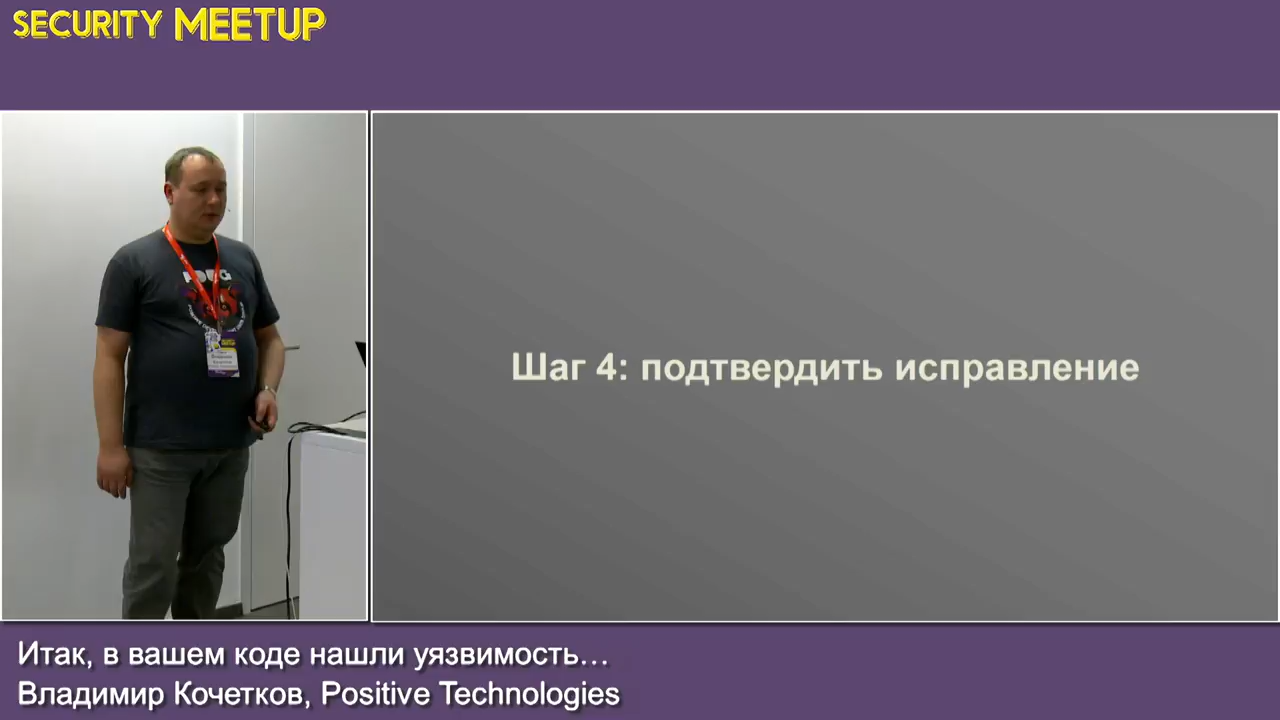 SECURITY MEETUP
Шаг 4: подтвердить исправление
Итак, в вашем коде нашли уязвимость...
Владимир Кочетков, Positive Technologies